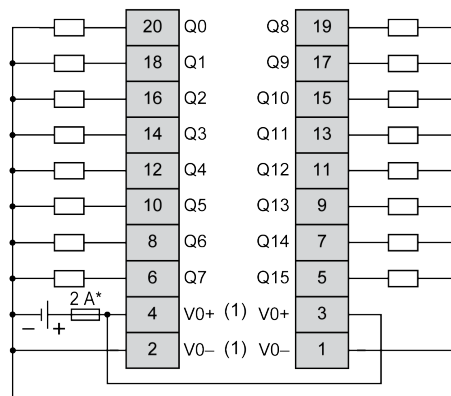 20 Q0 Q8 19
18 Q1 Q9 17
16 Q2 Q10 15
14 Q3 Q11 13
12 Q4 Q12 11
10 Q5 Q13 9
8 Q6 Q14 7
6 Q7 Q15 5
2 A*
− + 4 V0+ (1) V0+ 3
2 V0− (1) V0− 1